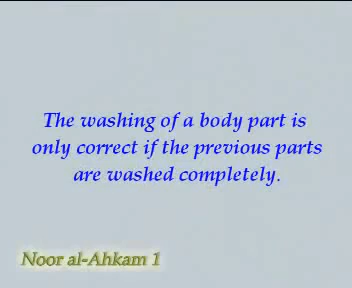 The washing of a body part is
only correct if the previous parts
are washed completely.
Noor al-Ahkam 1